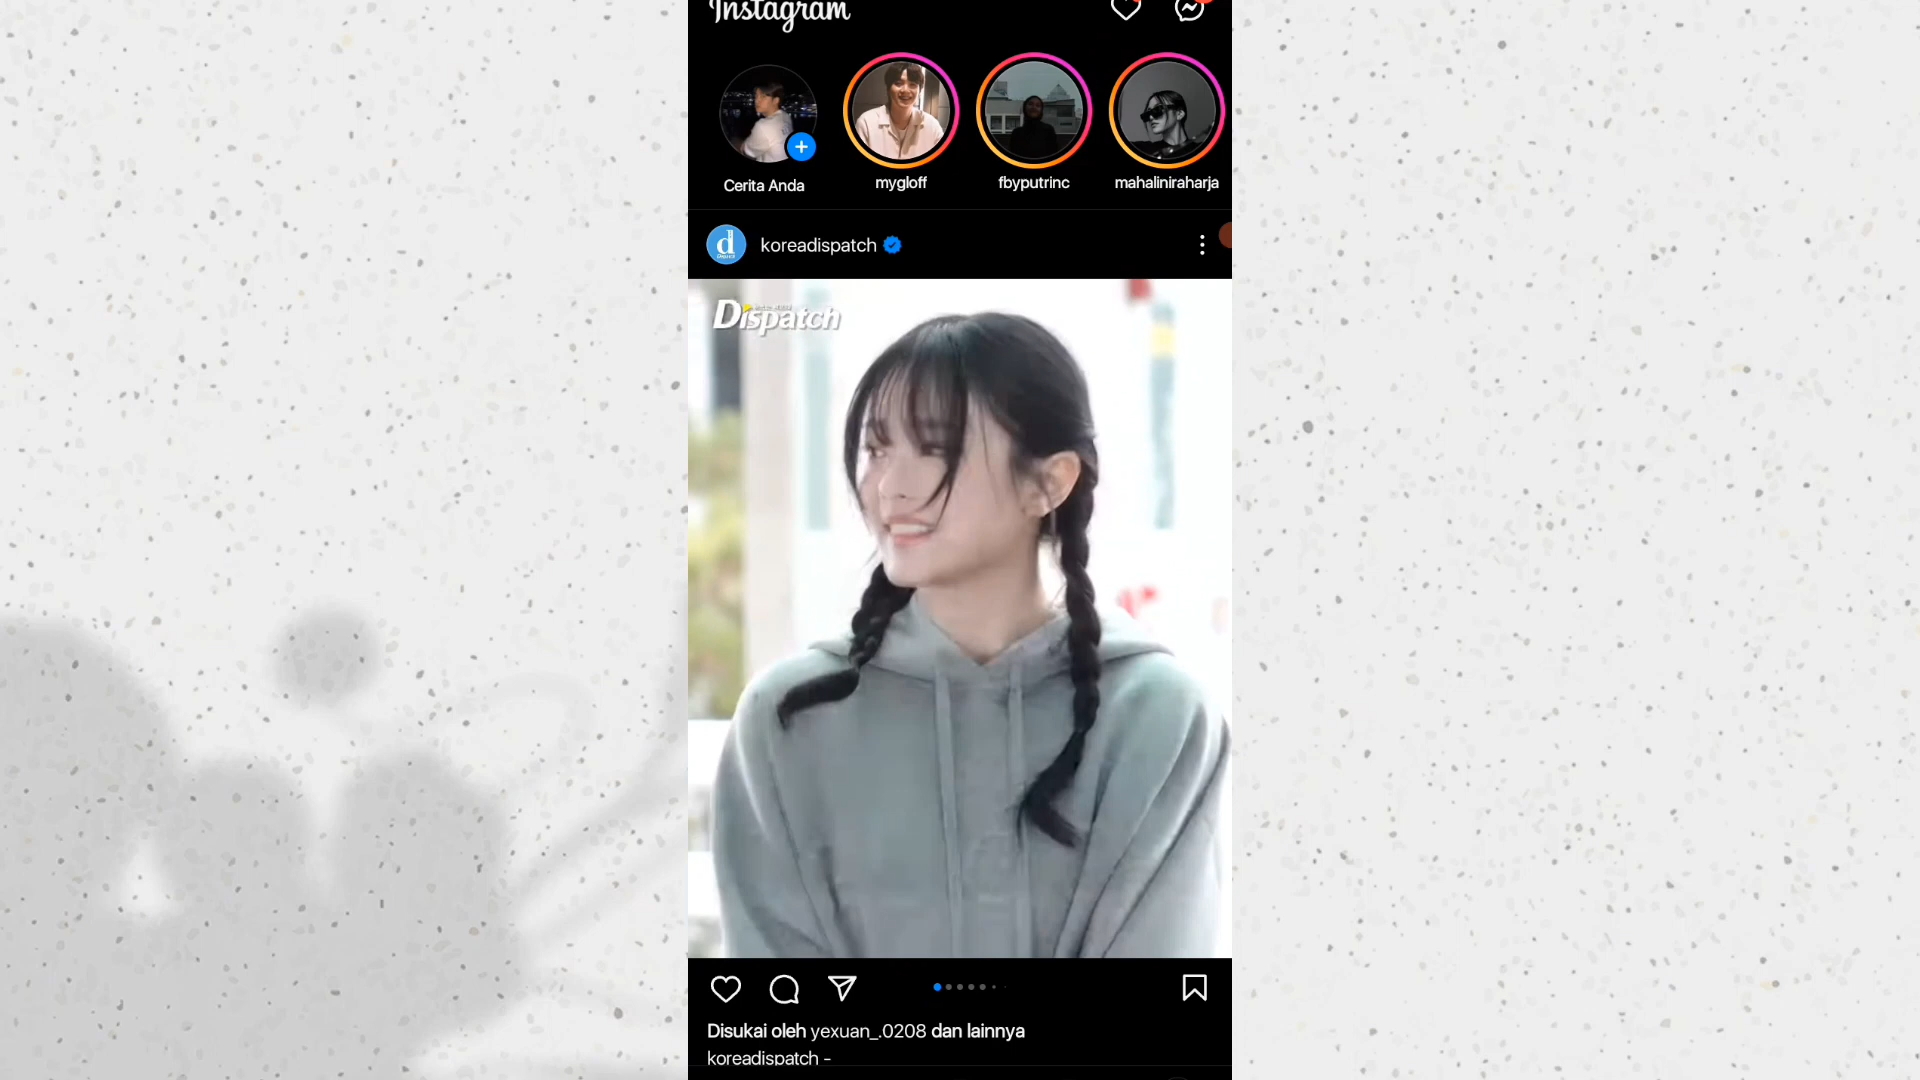 Instagram
Cerita Anda
mygloff
fbyputrinc
mahaliniraharja
koreadispatch
Dispatch
Disukai oleh yexuan_.0208 dan lainnya
koreadispatch -